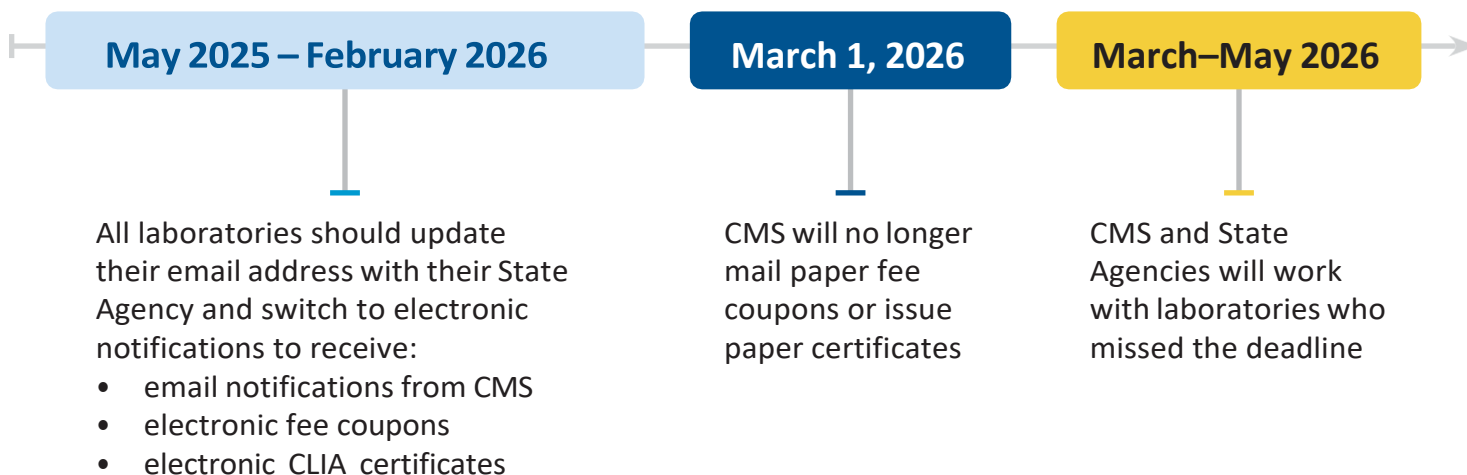 May 2025 – February 2026
All laboratories should update
their email address with their State
Agency and switch to electronic
notifications to receive:
• email notifications from CMS
• electronic fee coupons
• electronic CLIA certificates
March 1, 2026
CMS will no longer
mail paper fee
coupons or issue
paper certificates
March–May 2026
CMS and State
Agencies will work
with laboratories who
missed the deadline